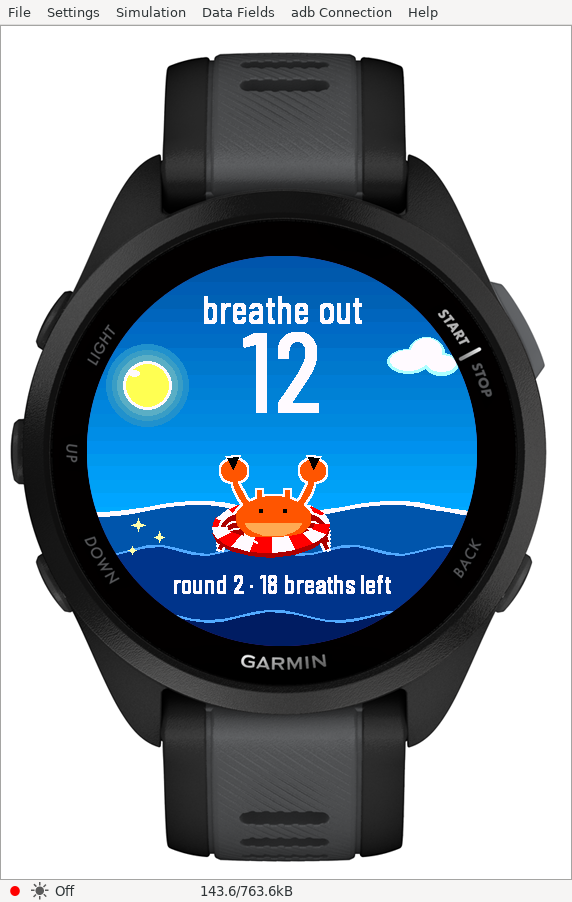 File Settings Simulation Data Fields adb Connection Help
breathe out
12
START
STOP
LIGHT
UP
DOWN
BACK
round 2 · 18 breaths left
GARMIN
Off 143.6/763.6kB